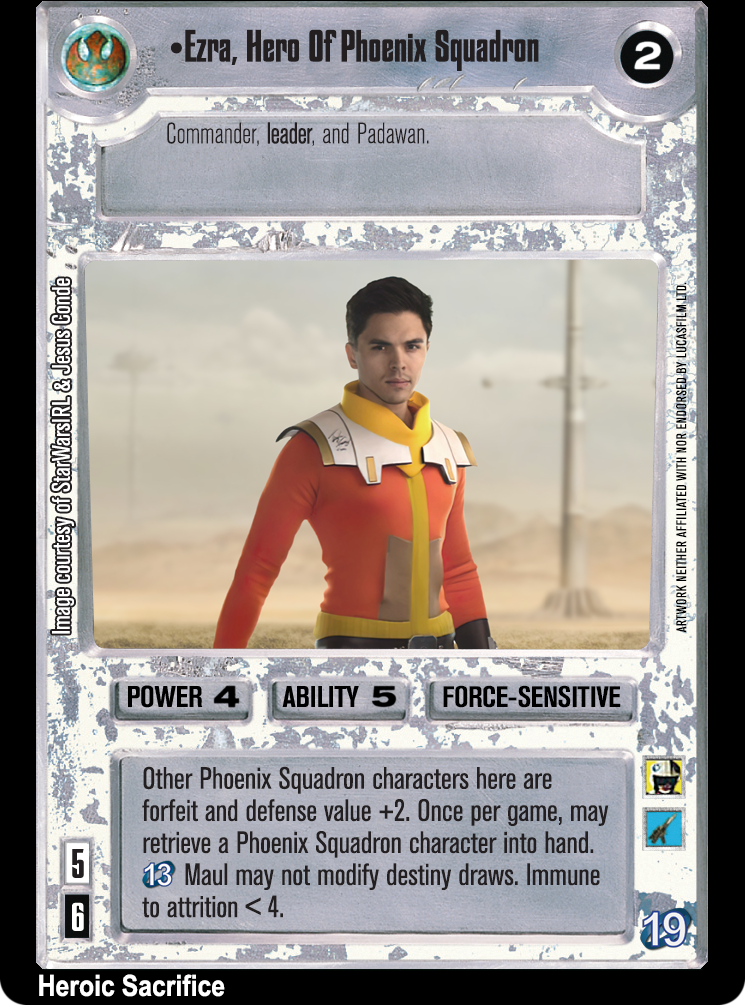 •Ezra, Hero Of Phoenix Squadron
2
Commander, leader, and Padawan.
Image courtesy of StarWarsIRL & Jesus Conde
ARTWORK NEITHER AFFILIATED WITH NOR ENDORSED BY LUCASFILM LTD.
POWER 4
ABILITY 5
FORCE-SENSITIVE
Other Phoenix Squadron characters here are
forfeit and defense value +2. Once per game, may
retrieve a Phoenix Squadron character into hand.
13 Maul may not modify destiny draws. Immune
to attrition < 4.
5
6
19
Heroic Sacrifice